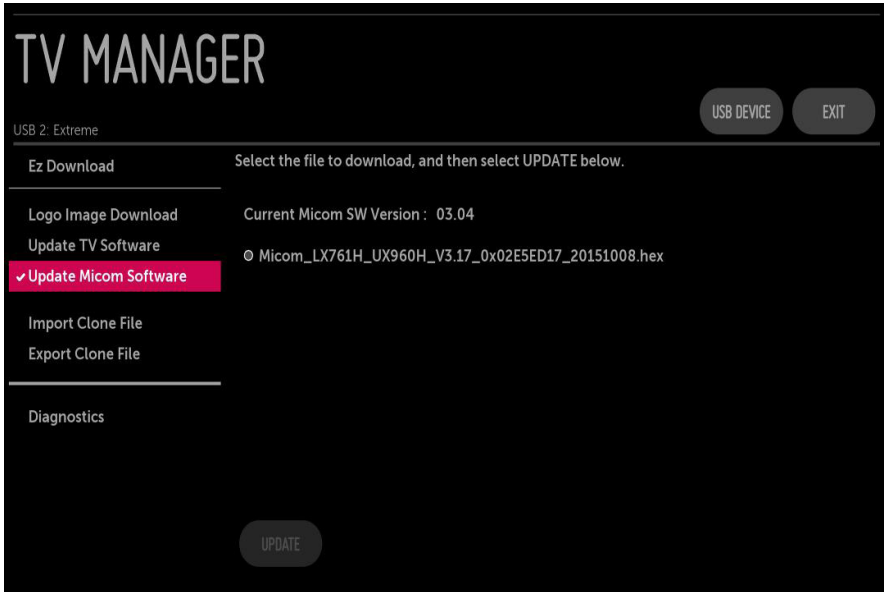 TV MANAGER
USB DEVICE
EXIT
USB 2: Extreme
Ez Download
Logo Image Download
Update TV Software
Update Micom Software
Import Clone File
Export Clone File
Diagnostics
Select the file to download, and then select UPDATE below.
Current Micom SW Version : 03.04
Micom_LX761H_UX960H_V3.17_0x02E5ED17_20151008.hex
UPDATE